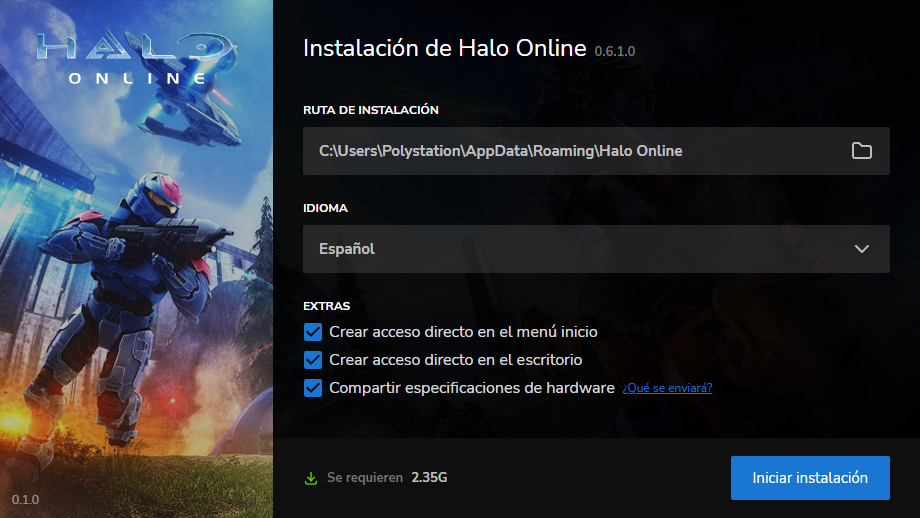 HALO
ONLINE
0.1.0
Instalación de Halo Online 0.6.1.0
RUTA DE INSTALACIÓN
C:\Users\Polystation\AppData\Roaming\Halo Online
IDIOMA
Español
EXTRAS
Crear acceso directo en el menú inicio
Crear acceso directo en el escritorio
Compartir especificaciones de hardware ¿Qué se enviará?
Se requieren 2.35G
Iniciar instalación